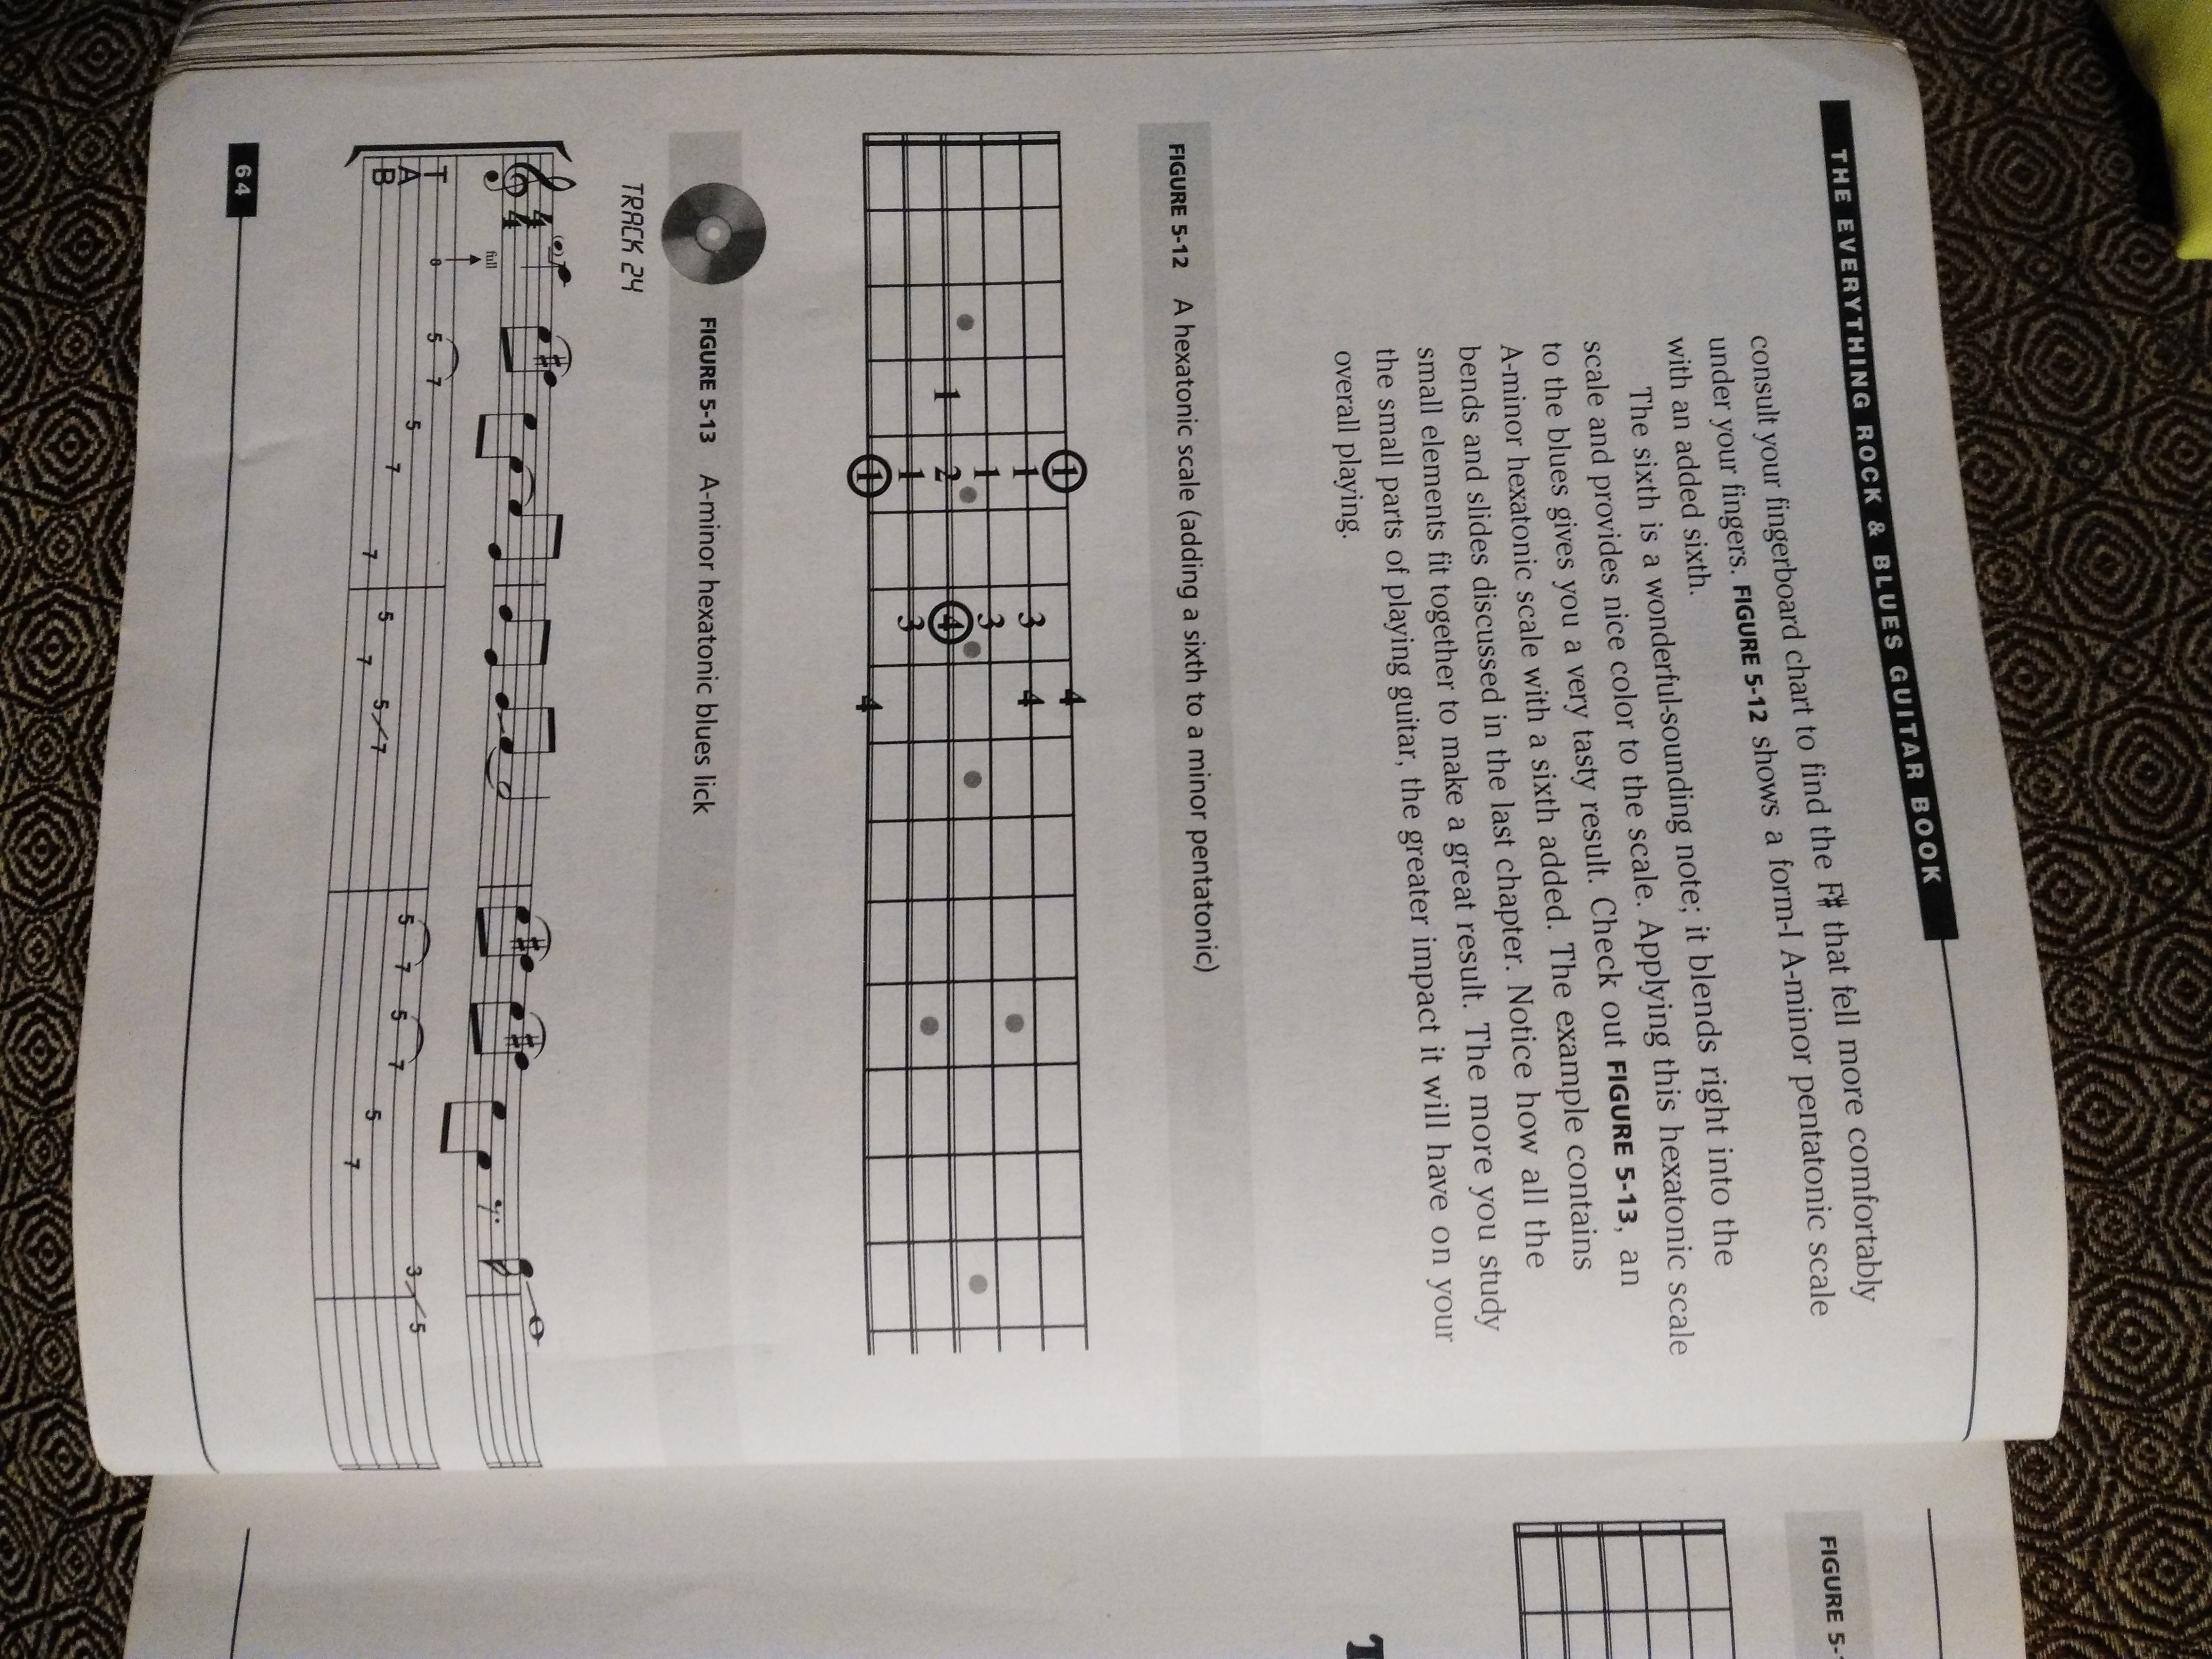 THE EVERYTHING ROCK & BLUES GUITAR BOOK
consult your fingerboard chart to find the F# that fell more comfortably
under your fingers. FIGURE 5-12 shows a form-I A-minor pentatonic scale
with an added sixth.
The sixth is a wonderful-sounding note; it blends right into the
scale and provides nice color to the scale. Applying this hexatonic scale
to the blues gives you a very tasty result. Check out FIGURE 5-13, an
A-minor hexatonic scale with a sixth added. The example contains
bends and slides discussed in the last chapter. Notice how all the
small elements fit together to make a great result. The more you study
the small parts of playing guitar, the greater impact it will have on your
overall playing.
FIGURE 5-12 A hexatonic scale (adding a sixth to a minor pentatonic)
1 4
1 3 4
1 3
1 2 4
1 3
1 4
FIGURE 5-13 A-minor hexatonic blues lick
TRACK 24
4
4
full
T
A
B
8 5 7 5 7 7 5 7 5 7 5 7 5 7 5 7 3 5
64
FIGURE 5-